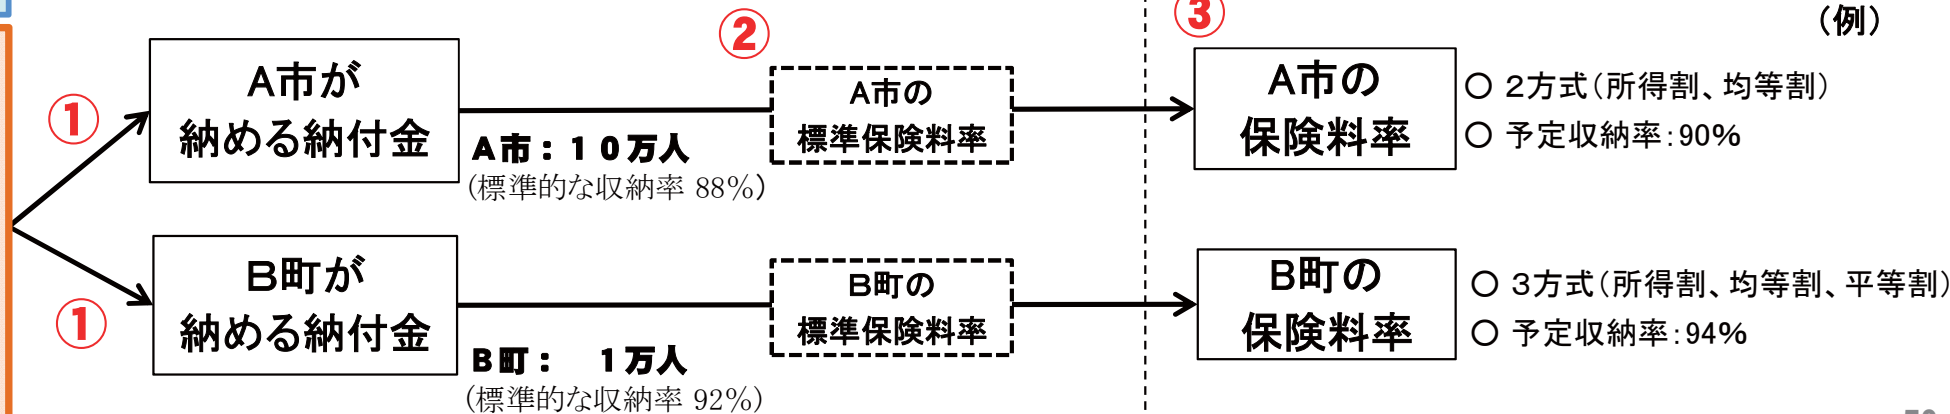 (例)
①
A市が
納める納付金
A市:10万人
(標準的な収納率 88%)
②
A市の
標準保険料率
③
A市の
保険料率
○ 2方式(所得割、均等割)
○ 予定収納率:90%
①
B町が
納める納付金
B町: 1万人
(標準的な収納率 92%)
B町の
標準保険料率
B町の
保険料率
○ 3方式(所得割、均等割、平等割)
○ 予定収納率:94%